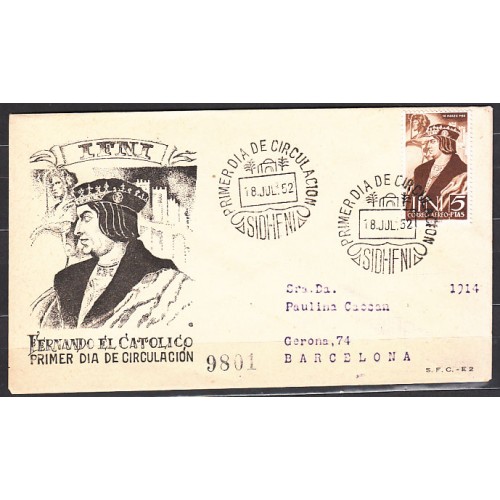 IFNI
FERNANDO EL CATOLICO
PRIMER DIA DE CIRCULACIÓN
9801
PRIMER DIA DE CIRCULACION
18.JUL.52
SIDI-IFNI
PRIMER DIA DE CIRCULACION
18.JUL.52
SIDI-IFNI
IFNI 5
CORREO AEREO PTAS
Sra.Da. 1914
Paulina Cassan
Gerona,74
BARCELONA
S.F.C.-E2